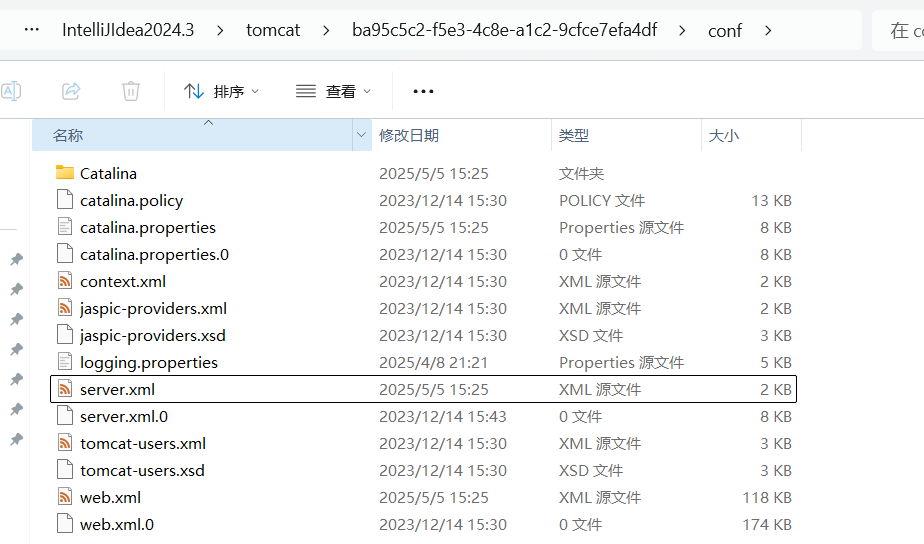 ··· IntelliJIdea2024.3 > tomcat > ba95c5c2-f5e3-4c8e-a1c2-9cfce7efa4df > conf > 在 co
排序 查看 ···
名称 修改日期 类型 大小
Catalina 2025/5/5 15:25 文件夹
catalina.policy 2023/12/14 15:30 POLICY 文件 13 KB
catalina.properties 2025/5/5 15:25 Properties 源文件 8 KB
catalina.properties.0 2023/12/14 15:30 0 文件 8 KB
context.xml 2023/12/14 15:30 XML 源文件 2 KB
jaspic-providers.xml 2023/12/14 15:30 XML 源文件 2 KB
jaspic-providers.xsd 2023/12/14 15:30 XSD 文件 3 KB
logging.properties 2025/4/8 21:21 Properties 源文件 5 KB
server.xml 2025/5/5 15:25 XML 源文件 2 KB
server.xml.0 2023/12/14 15:43 0 文件 8 KB
tomcat-users.xml 2023/12/14 15:30 XML 源文件 3 KB
tomcat-users.xsd 2023/12/14 15:30 XSD 文件 3 KB
web.xml 2025/5/5 15:25 XML 源文件 118 KB
web.xml.0 2023/12/14 15:30 0 文件 174 KB